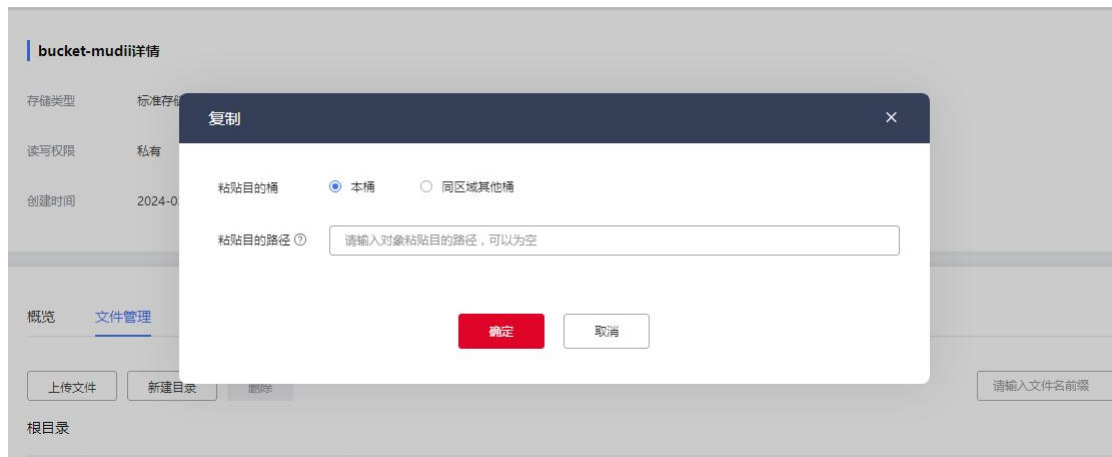 bucket-mudii详情
存储类型 标准存储
读写权限 私有
创建时间 2024-0
复制
粘贴目的桶 本桶 同区域其他桶
粘贴目的路径 请输入对象粘贴目的路径，可以为空
确定 取消
概览 文件管理
上传文件 新建目录 删除 请输入文件名前缀
根目录